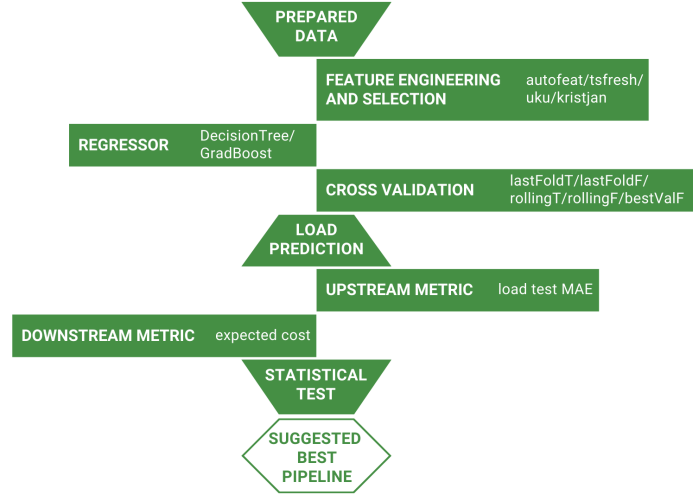 PREPARED
DATA
FEATURE ENGINEERING
AND SELECTION
autofeat/tsfresh/
uku/kristjan
REGRESSOR
DecisionTree/
GradBoost
CROSS VALIDATION
lastFoldT/lastFoldF/
rollingT/rollingF/bestValF
LOAD
PREDICTION
UPSTREAM METRIC
load test MAE
DOWNSTREAM METRIC
expected cost
STATISTICAL
TEST
SUGGESTED
BEST
PIPELINE